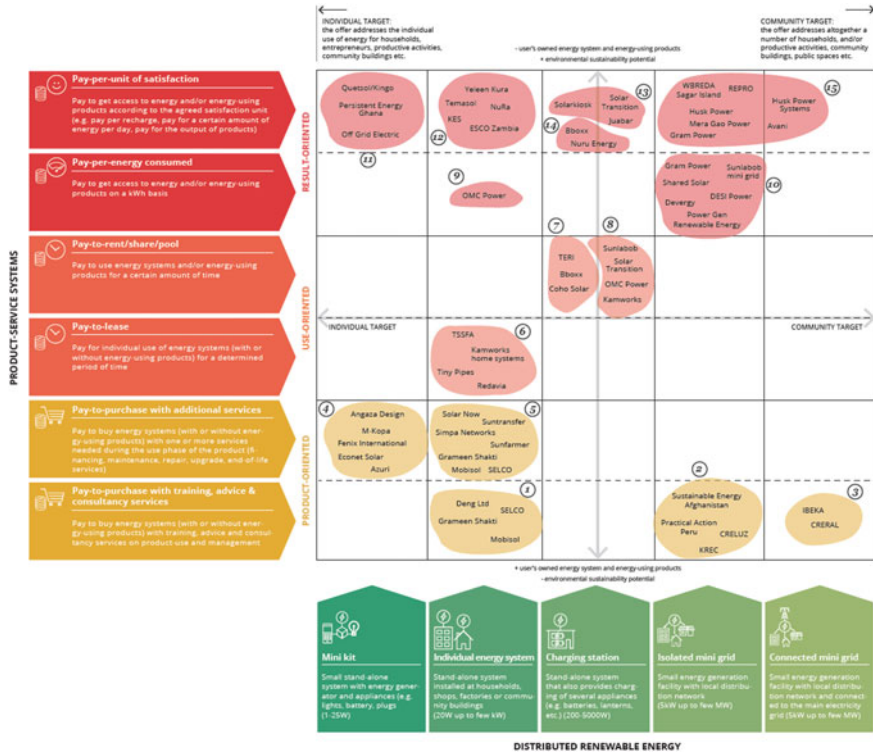 INDIVIDUAL TARGET:
the offer addresses the individual
use of energy for households,
entrepreneurs, productive activities,
community buildings etc.
COMMUNITY TARGET:
the offer addresses altogether a
number of households, and/or
productive activities, community
buildings, public spaces etc.
- user's owned energy system and energy-using products
+ environmental sustainability potential
PRODUCT-SERVICE SYSTEMS
RESULT-ORIENTED
Pay-per-unit of satisfaction
Pay to get access to energy and/or energy-using
products according to the agreed satisfaction unit
(e.g. pay per recharge, pay for a certain amount of
energy per day, pay for the output of products)
Quetsol/Kingo
Persistent Energy
Ghana
Off Grid Electric
11
Yeleen Kura
Temasol
NuRa
KES
ESCO Zambia
12
Solarkiosk
Solar
Transition
Juabar
13
14
Bboxx
Nuru Energy
WBREDA
Sagar Island
REPRO
Husk Power
Mera Gao Power
Gram Power
Husk Power
Systems
Avani
15
Pay-per-energy consumed
Pay to get access to energy and/or energy-using
products on a kWh basis
9
OMC Power
Gram Power
Sunlabob
mini grid
Shared Solar
DESI Power
Devergy
Power Gen
Renewable Energy
10
USE-ORIENTED
Pay-to-rent/share/pool
Pay to use energy systems and/or energy-using
products for a certain amount of time
7
TERI
Bboxx
Coho Solar
8
Sunlabob
Solar
Transition
OMC Power
Kamworks
INDIVIDUAL TARGET
COMMUNITY TARGET
Pay-to-lease
Pay for individual use of energy systems (with or
without energy-using products) for a determined
period of time
TSSFA
Kamworks
home systems
Tiny Pipes
Redavia
6
PRODUCT-ORIENTED
Pay-to-purchase with additional services
Pay to buy energy systems (with or without ener-
gy-using products) with one or more services
needed during the use phase of the product (fi-
nancing, maintenance, repair, upgrade, end-of-life
services)
4
Angaza Design
M-Kopa
Fenix International
Econet Solar
Azuri
Solar Now
Suntransfer
Simpa Networks
Sunfarmer
Grameen Shakti
Mobisol
SELCO
5
Pay-to-purchase with training, advice &
consultancy services
Pay to buy energy systems (with or without ener-
gy-using products) with training, advice and consul-
tancy services on product-use and management
1
Deng Ltd
SELCO
Grameen Shakti
Mobisol
2
Sustainable Energy
Afghanistan
Practical Action
Peru
CRELUZ
KREC
3
IBEKA
CRERAL
+ user's owned energy system and energy-using products
- environmental sustainability potential
Mini kit
Small stand-alone
system with energy gener-
ator and appliances (e.g.
lights, battery, plugs)
(1-25W)
Individual energy system
Stand-alone system
installed at households,
shops, factories or commu-
nity buildings
(20W up to few kW)
Charging station
Stand-alone system
that also provides charg-
ing of several appliances
(e.g. batteries, lanterns,
etc.) (200-5000W)
Isolated mini grid
Small energy generation
facility with local distribu-
tion network
(5kW up to few MW)
Connected mini grid
Small energy generation
facility with local distribu-
tion network and connect-
ed to the main electricity
grid (5kW up to few MW)
DISTRIBUTED RENEWABLE ENERGY